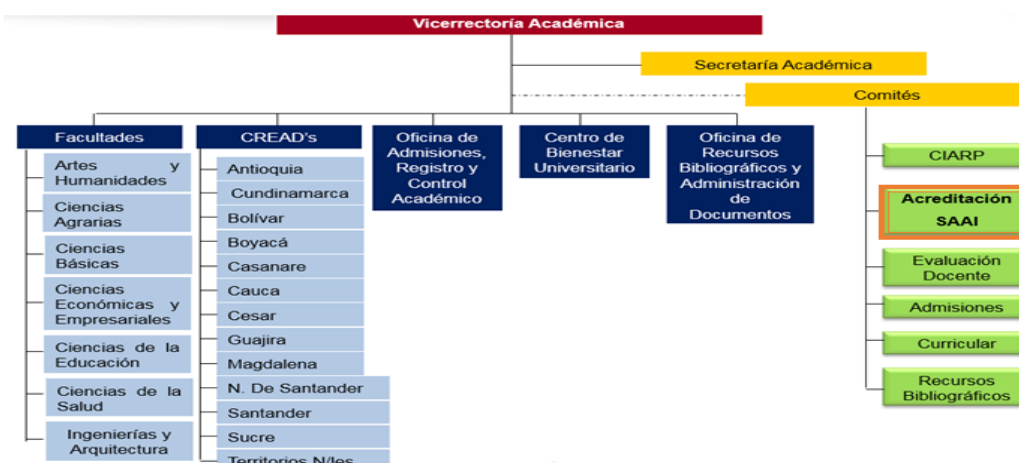 Vicerrectoría Académica
Secretaría Académica
Comités
Facultades
Artes y
Humanidades
Ciencias
Agrarias
Ciencias
Básicas
Ciencias
Económicas y
Empresariales
Ciencias de la
Educación
Ciencias de la
Salud
Ingenierías y
Arquitectura
CREAD's
Antioquia
Cundinamarca
Bolívar
Boyacá
Casanare
Cauca
Cesar
Guajira
Magdalena
N. De Santander
Santander
Sucre
Territorios N/les
Oficina de
Admisiones,
Registro y
Control
Académico
Centro de
Bienestar
Universitario
Oficina de
Recursos
Bibliográficos y
Administración
de
Documentos
CIARP
Acreditación
SAAI
Evaluación
Docente
Admisiones
Curricular
Recursos
Bibliográficos